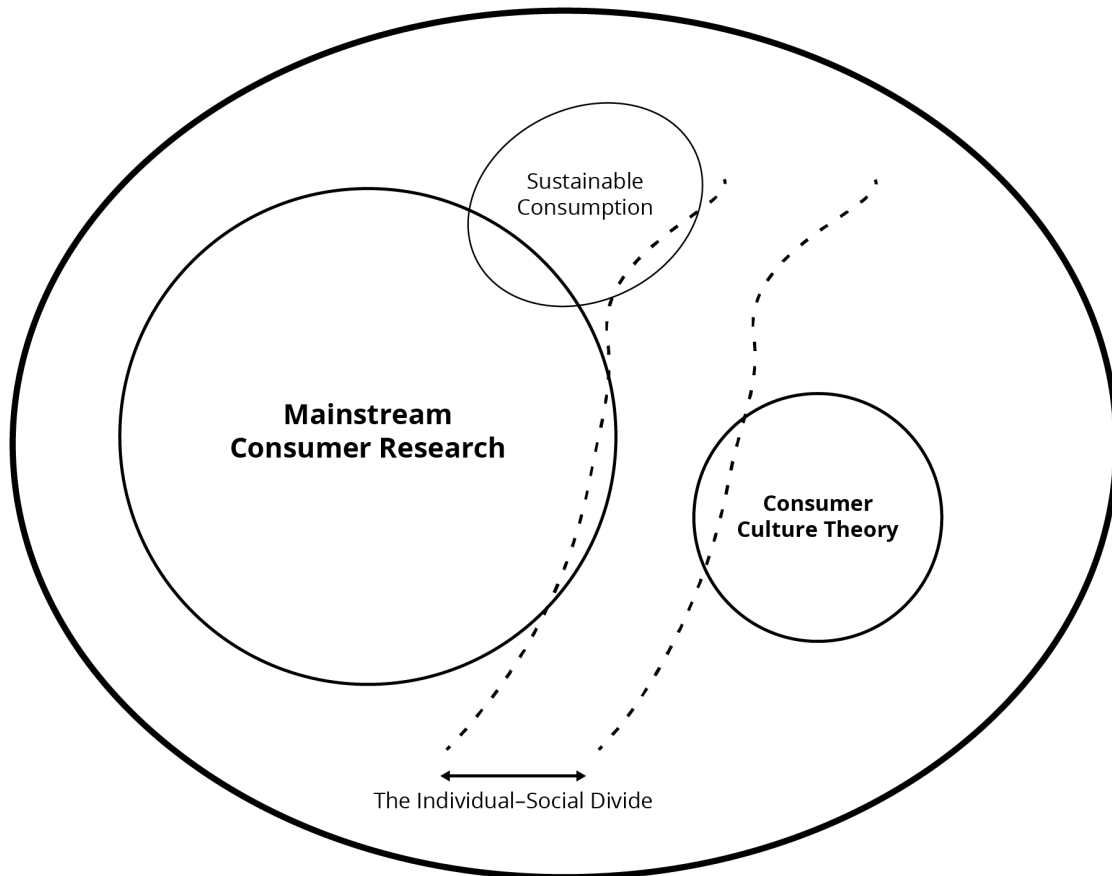 Sustainable
Consumption
Mainstream
Consumer Research
Consumer
Culture Theory
The Individual–Social Divide